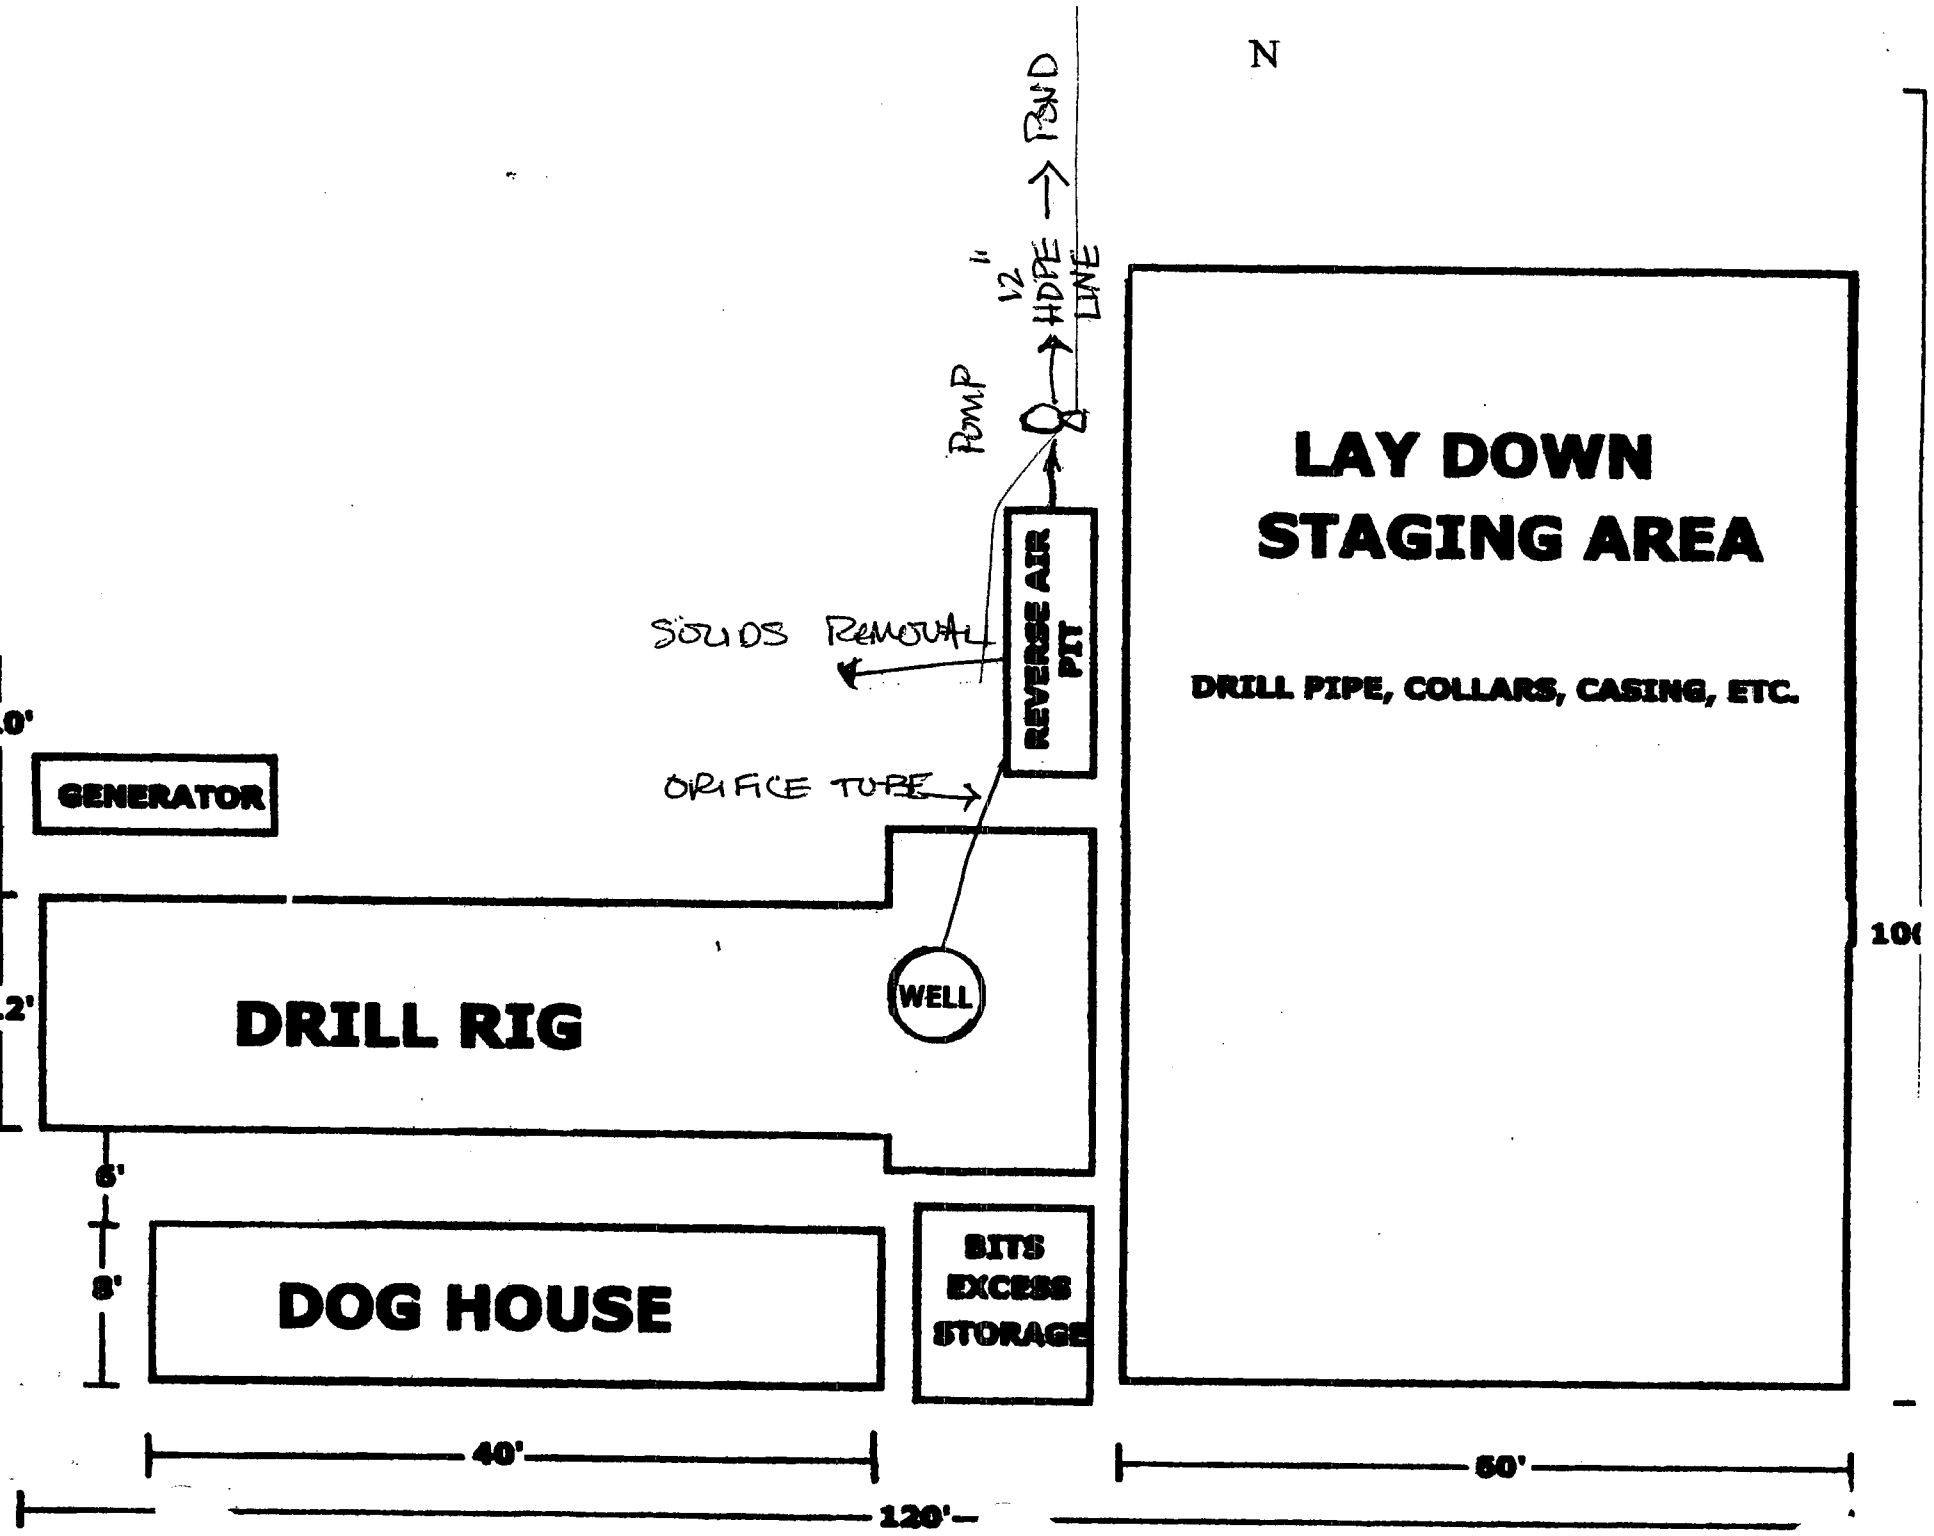 N
POND
12"
HDPE
LINE
PUMP
LAY DOWN
STAGING AREA
REVERSE AIR
PIT
SOLIDS REMOVAL
DRILL PIPE, COLLARS, CASING, ETC.
GENERATOR
ORIFICE TUBE
WELL
DRILL RIG
6'
8'
DOG HOUSE
BITS
EXCESS
STORAGE
40'
120'